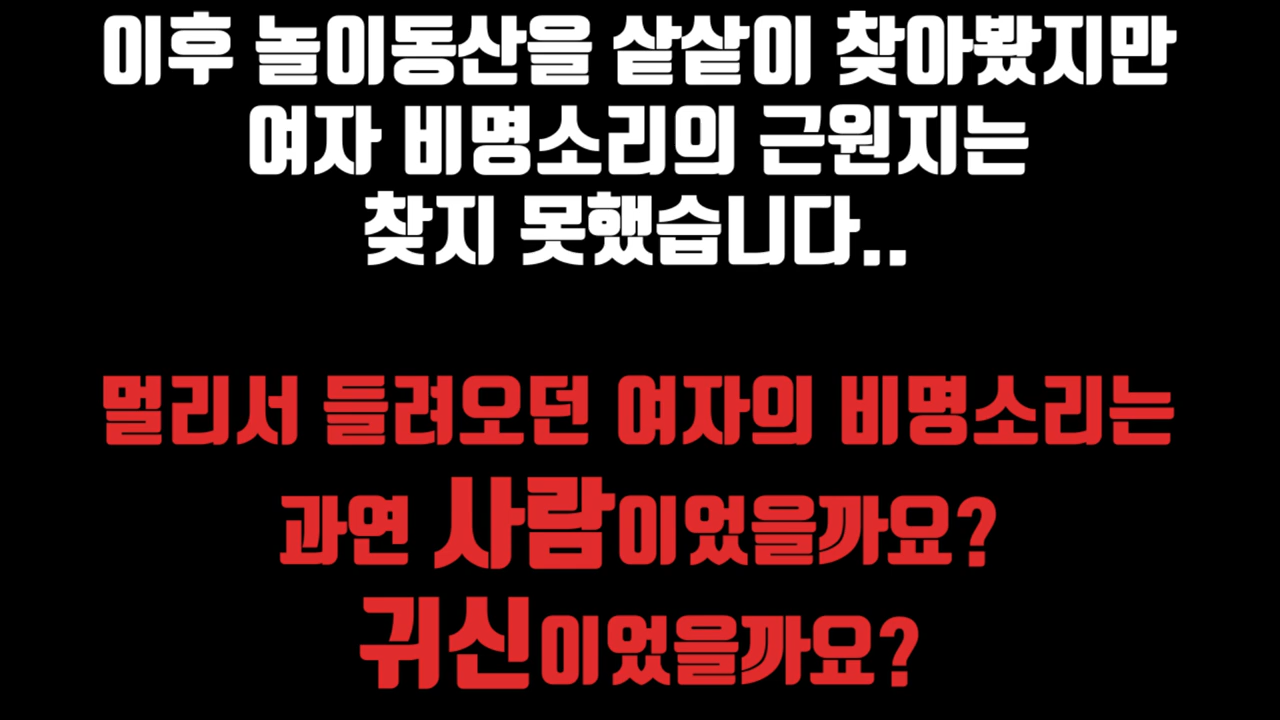 이후 놀이동산을 샅샅이 찾아봤지만
여자 비명소리의 근원지는
찾지 못했습니다..
멀리서 들려오던 여자의 비명소리는
과연 사람이었을까요?
귀신이었을까요?